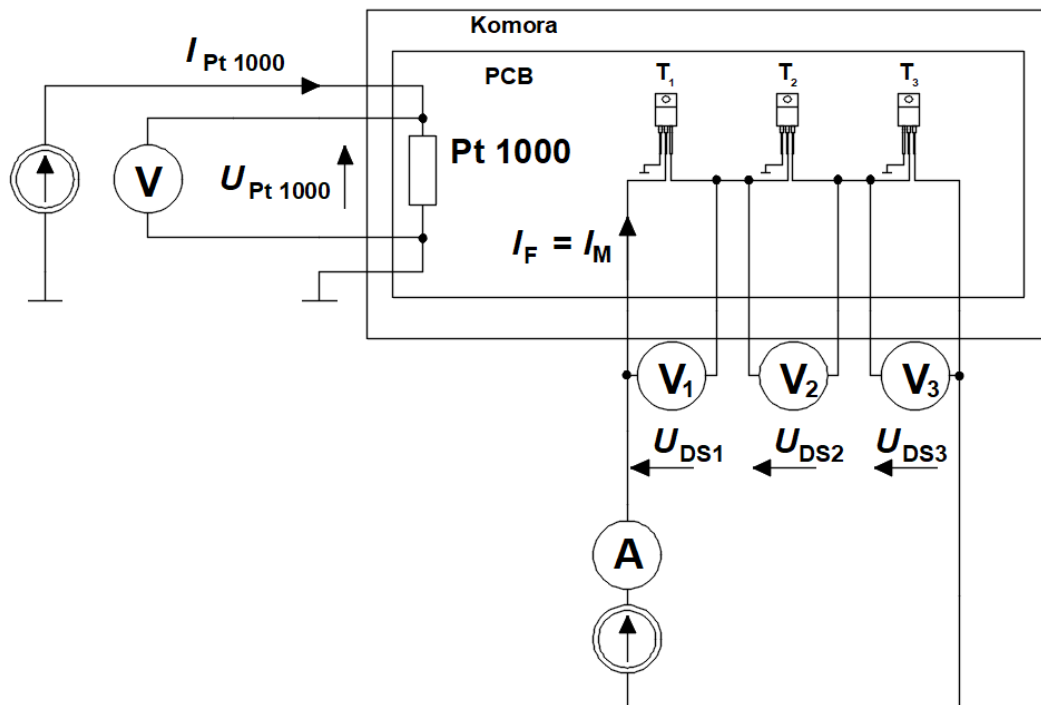 Komora
I Pt 1000
PCB
T1
T2
T3
V
U Pt 1000
Pt 1000
IF = IM
V1
V2
V3
UDS1
UDS2
UDS3
A